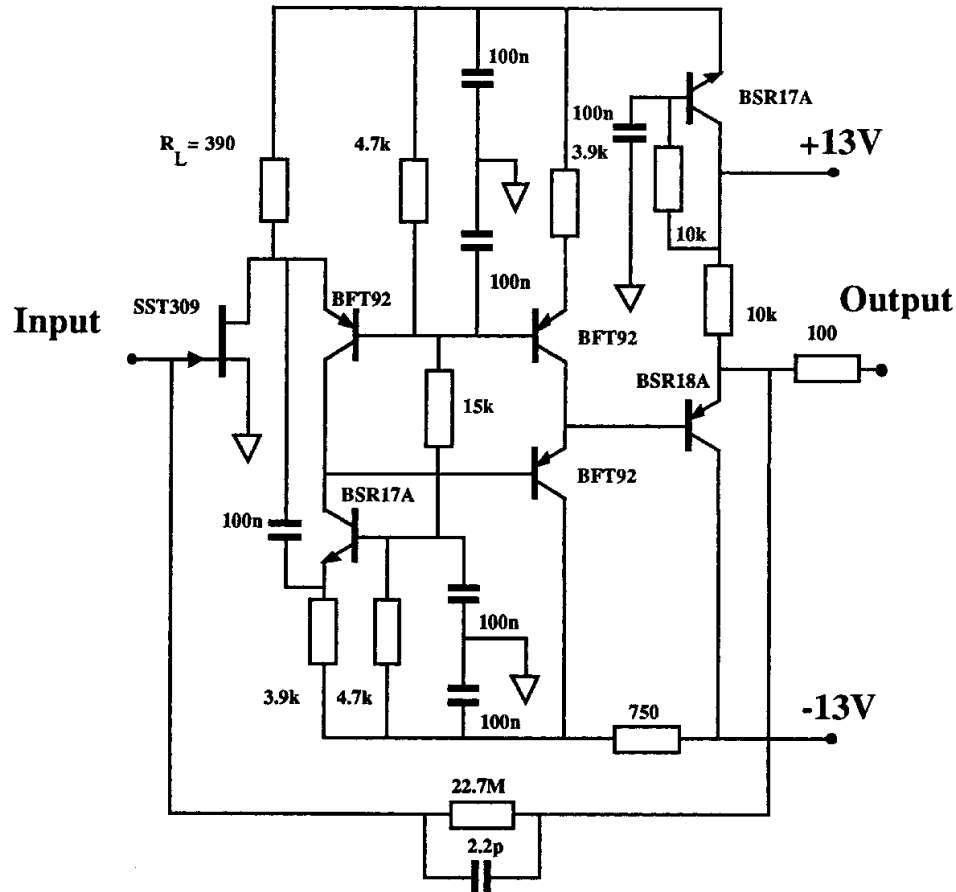 100n
BSR17A
100n
R_L = 390
4.7k
3.9k
+13V
10k
100n
SST309
BFT92
Input
10k
Output
BFT92
100
BSR18A
15k
BFT92
BSR17A
100n
100n
3.9k
4.7k
100n
750
-13V
22.7M
2.2p